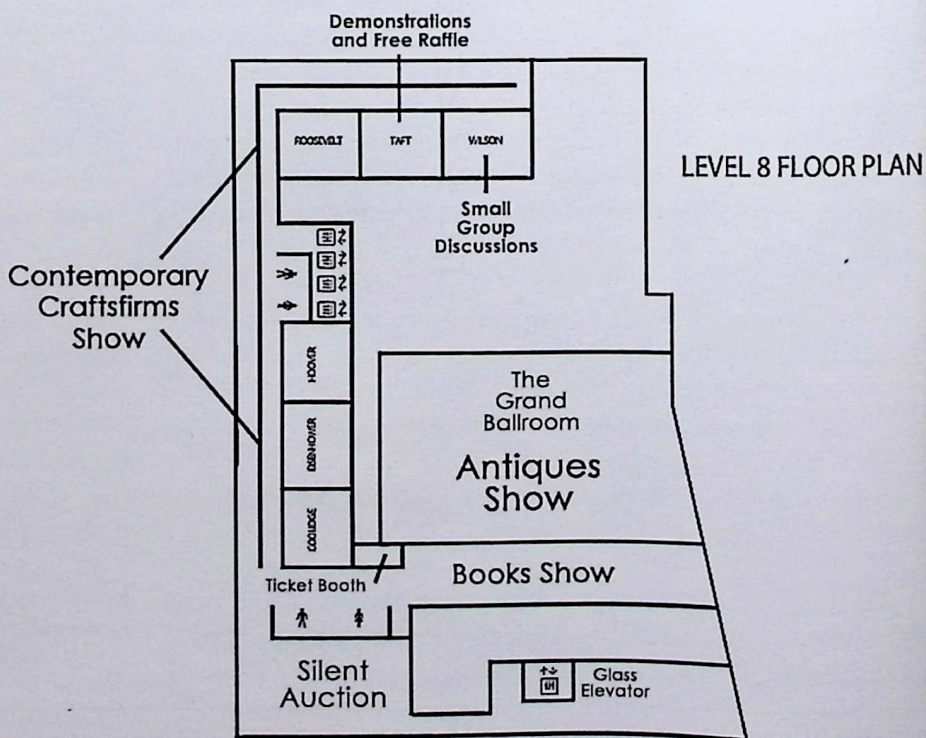 Demonstrations
and Free Raffle
ROOSEVELT
TAFT
WILSON
LEVEL 8 FLOOR PLAN
Small
Group
Discussions
Contemporary
Craftsfirms
Show
HOOVER
EISENHOWER
COOLIDGE
The
Grand
Ballroom
Antiques
Show
Ticket Booth
Books Show
Silent
Auction
Glass
Elevator